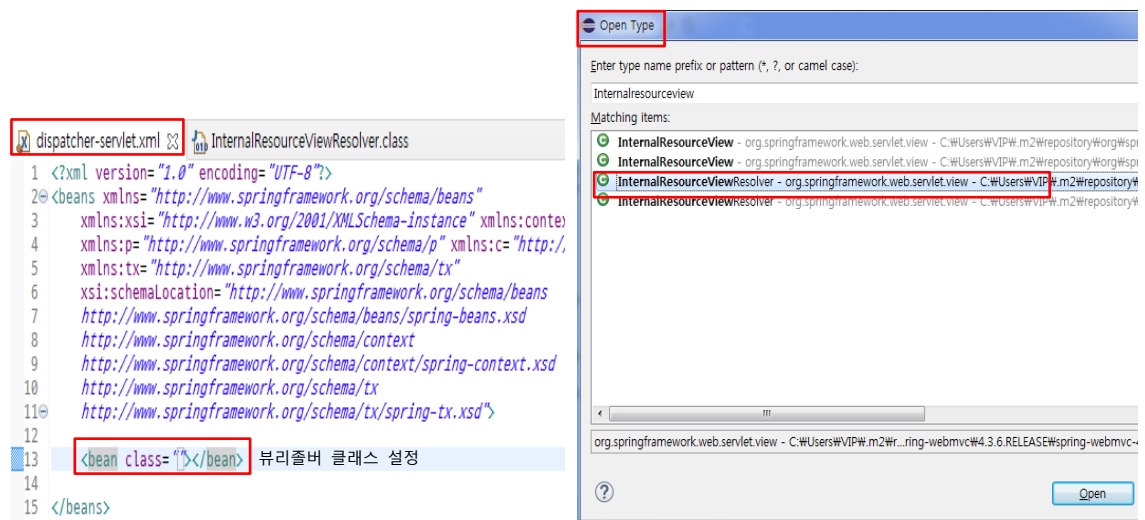 dispatcher-servlet.xml
InternalResourceViewResolver.class
1 <?xml version="1.0" encoding="UTF-8"?>
2 <beans xmlns="http://www.springframework.org/schema/beans"
3 xmlns:xsi="http://www.w3.org/2001/XMLSchema-instance" xmlns:contex
4 xmlns:p="http://www.springframework.org/schema/p" xmlns:c="http:/
5 xmlns:tx="http://www.springframework.org/schema/tx"
6 xsi:schemaLocation="http://www.springframework.org/schema/beans
7 http://www.springframework.org/schema/beans/spring-beans.xsd
8 http://www.springframework.org/schema/context
9 http://www.springframework.org/schema/context/spring-context.xsd
10 http://www.springframework.org/schema/tx
11 http://www.springframework.org/schema/tx/spring-tx.xsd">
12
13 <bean class=""></bean> 뷰리졸버 클래스 설정
14
15 </beans>
Open Type
Enter type name prefix or pattern (*, ?, or camel case):
Internalresourceview
Matching items:
InternalResourceView - org.springframework.web.servlet.view - C:₩Users₩VIP₩.m2₩repository₩org₩spr
InternalResourceView - org.springframework.web.servlet.view - C:₩Users₩VIP₩.m2₩repository₩org₩spr
InternalResourceViewResolver - org.springframework.web.servlet.view - C:₩Users₩VIP₩.m2₩repository₩
InternalResourceViewResolver - org.springframework.web.servlet.view - C:₩Users₩VIP₩.m2₩repository₩
org.springframework.web.servlet.view - C:₩Users₩VIP₩.m2₩r...ring-webmvc₩4.3.6.RELEASE₩spring-webmvc-4
Open